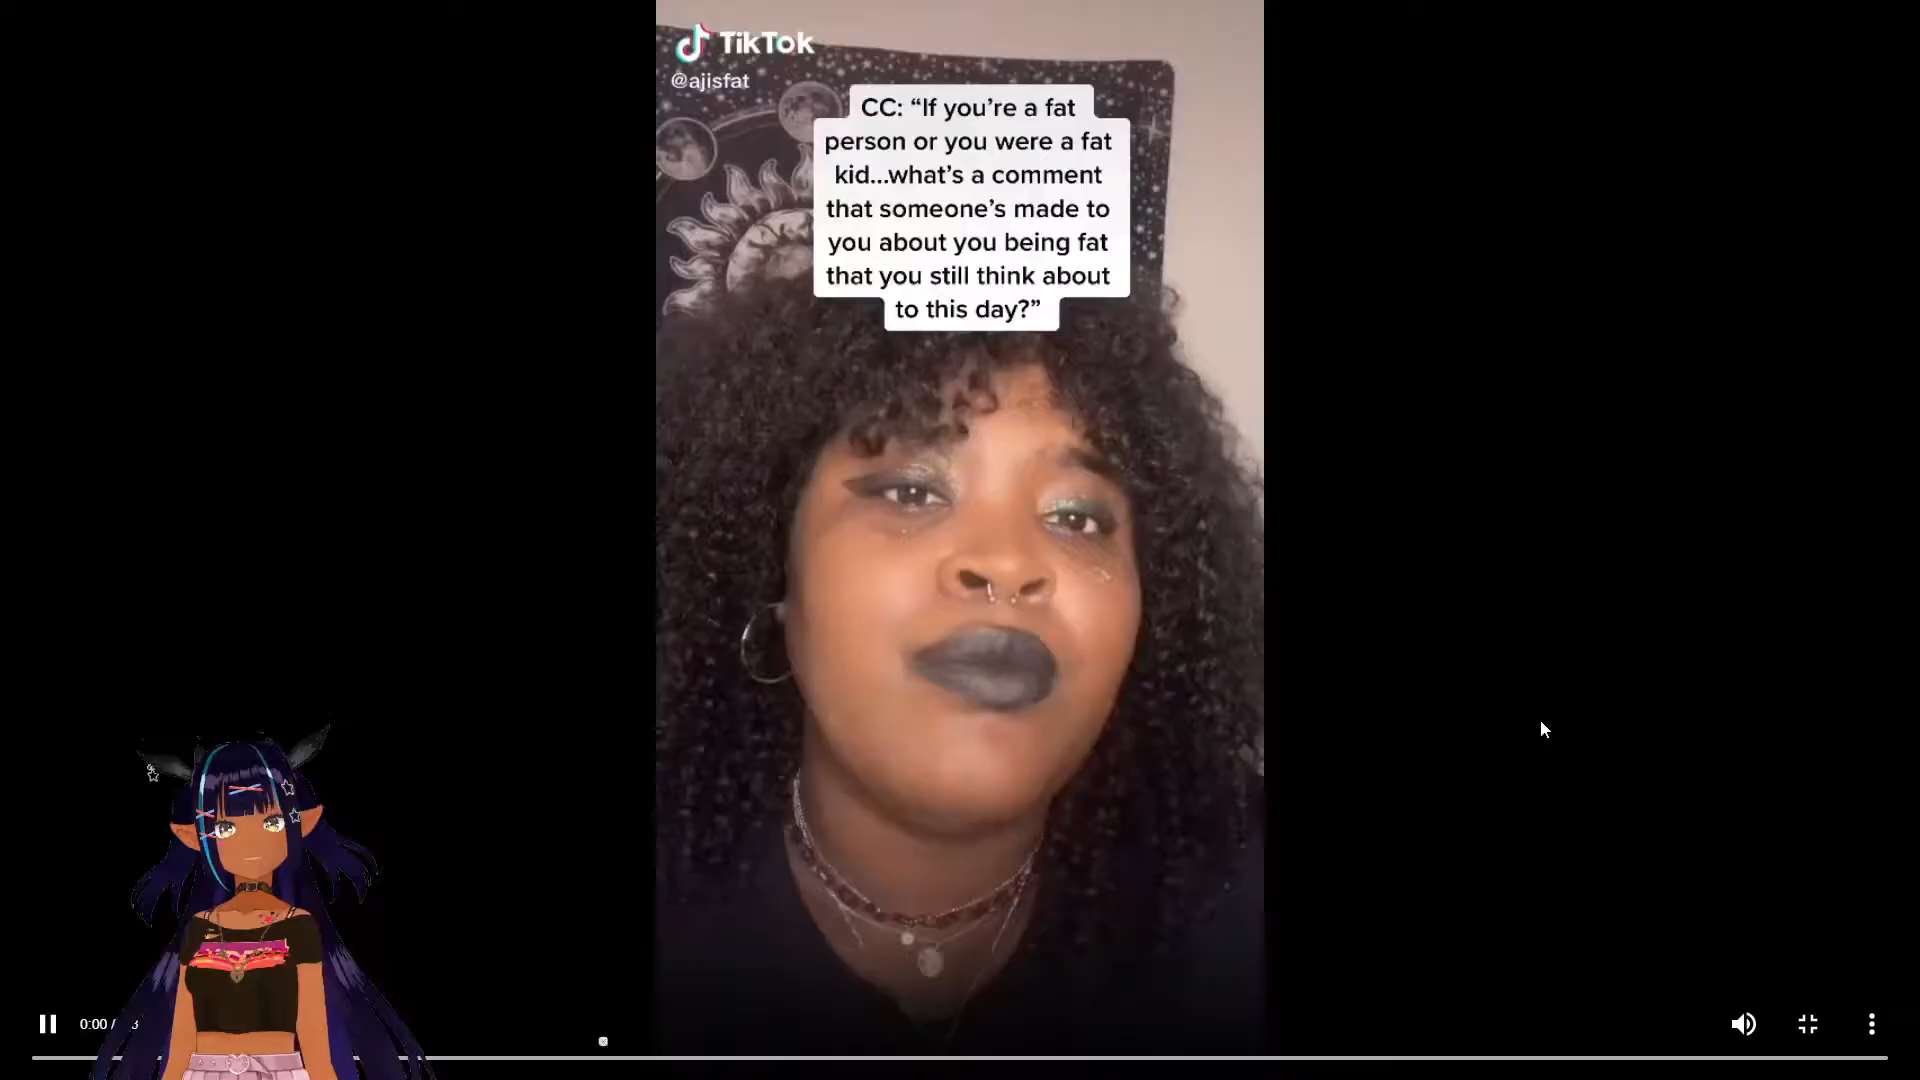 TikTok
@ajisfat
CC: “If you’re a fat
person or you were a fat
kid...what’s a comment
that someone’s made to
you about you being fat
that you still think about
to this day?”
0:00 /
3